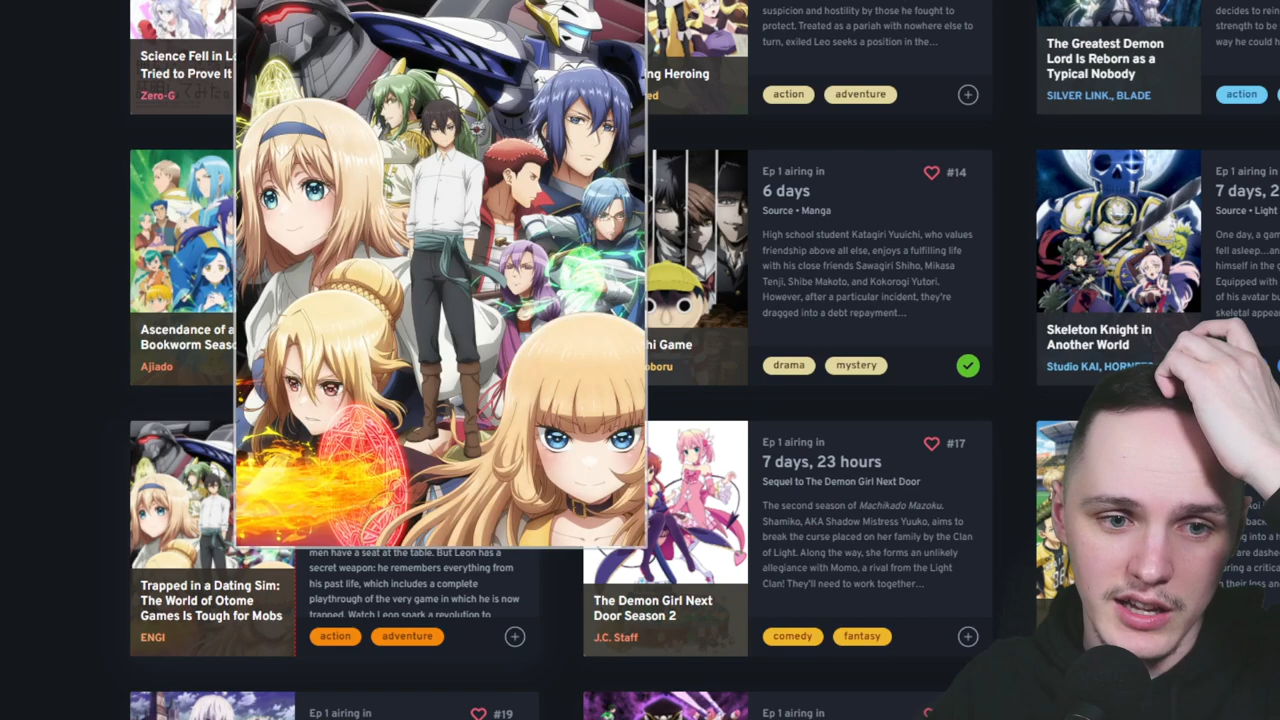 Science Fell in Lo
Tried to Prove It
Zero-G
suspicion and hostility by those he fought to
protect. Treated as a pariah with nowhere else to
turn, exiled Leo seeks a position in the...
ng Heroing
ed
action
adventure
The Greatest Demon
Lord Is Reborn as a
Typical Nobody
SILVER LINK., BLADE
decides to rein
strength to be
way he could h
action
Ascendance of a
Bookworm Seaso
Ajiado
hi Game
oboru
Ep 1 airing in
#14
6 days
Source • Manga
High school student Katagiri Yuuichi, who values
friendship above all else, enjoys a fulfilling life
with his close friends Sawagiri Shiho, Mikasa
Tenji, Shibe Makoto, and Kokorogi Yutori.
However, after a particular incident, they're
dragged into a debt repayment...
drama
mystery
Skeleton Knight in
Another World
Studio KAI, HORNE
Ep 1 airing in
7 days, 2
Source • Light
One day, a gam
fell asleep...an
himself in the
Equipped with
of his avatar bu
skeletal appear
Trapped in a Dating Sim:
The World of Otome
Games Is Tough for Mobs
ENGI
men have a seat at the table. But Leon has a
secret weapon: he remembers everything from
his past life, which includes a complete
playthrough of the very game in which he is now
trapped. Watch Leon spark a revolution to
action
adventure
The Demon Girl Next
Door Season 2
J.C. Staff
Ep 1 airing in
#17
7 days, 23 hours
Sequel to The Demon Girl Next Door
The second season of Machikado Mazoku.
Shamiko, AKA Shadow Mistress Yuuko, aims to
break the curse placed on her family by the Clan
of Light. Along the way, she forms an unlikely
allegiance with Momo, a rival from the Light
Clan! They'll need to work together...
comedy
fantasy
Ep 1 airing in
#19
Ep 1 airing in